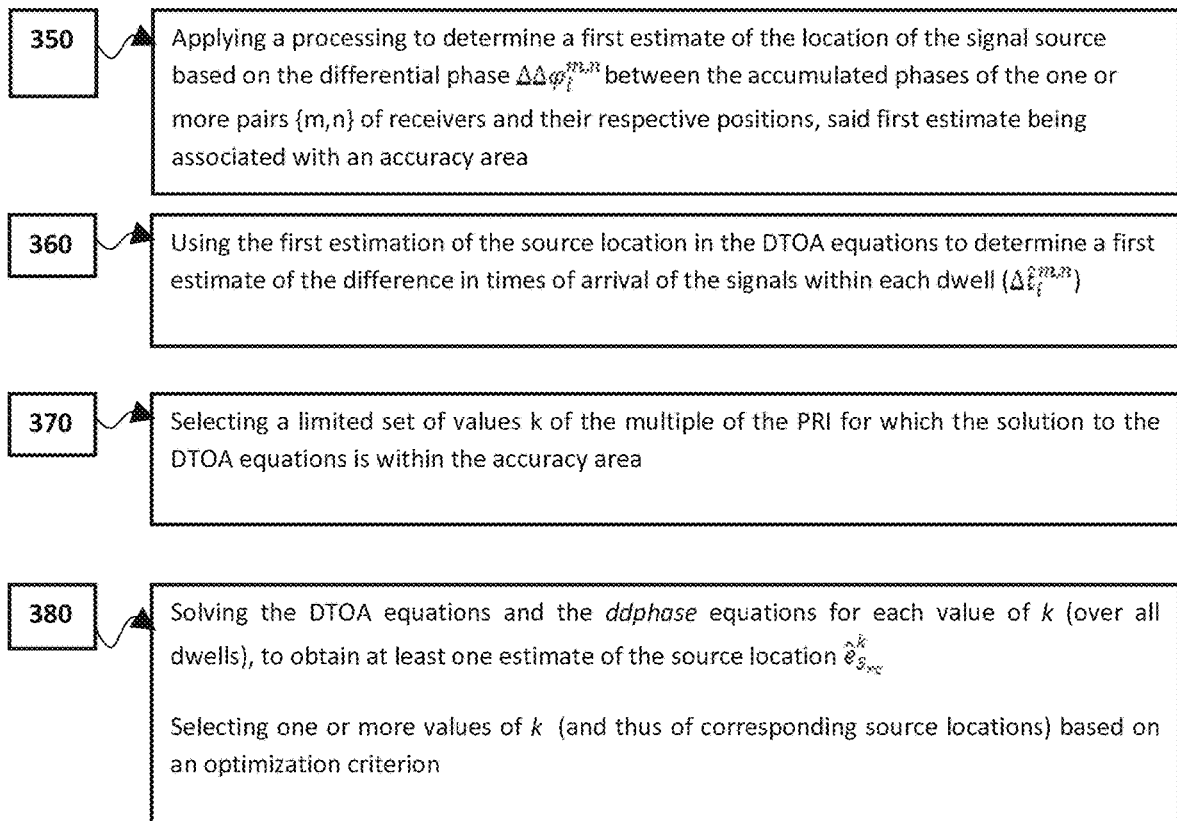 350
Applying a processing to determine a first estimate of the location of the signal source
based on the differential phase ΔΔφ_i^{m,n} between the accumulated phases of the one or
more pairs {m,n} of receivers and their respective positions, said first estimate being
associated with an accuracy area
360
Using the first estimation of the source location in the DTOA equations to determine a first
estimate of the difference in times of arrival of the signals within each dwell (Δt̂_i^{m,n})
370
Selecting a limited set of values k of the multiple of the PRI for which the solution to the
DTOA equations is within the accuracy area
380
Solving the DTOA equations and the ddphase equations for each value of k (over all
dwells), to obtain at least one estimate of the source location ê_{src}^k
Selecting one or more values of k (and thus of corresponding source locations) based on
an optimization criterion